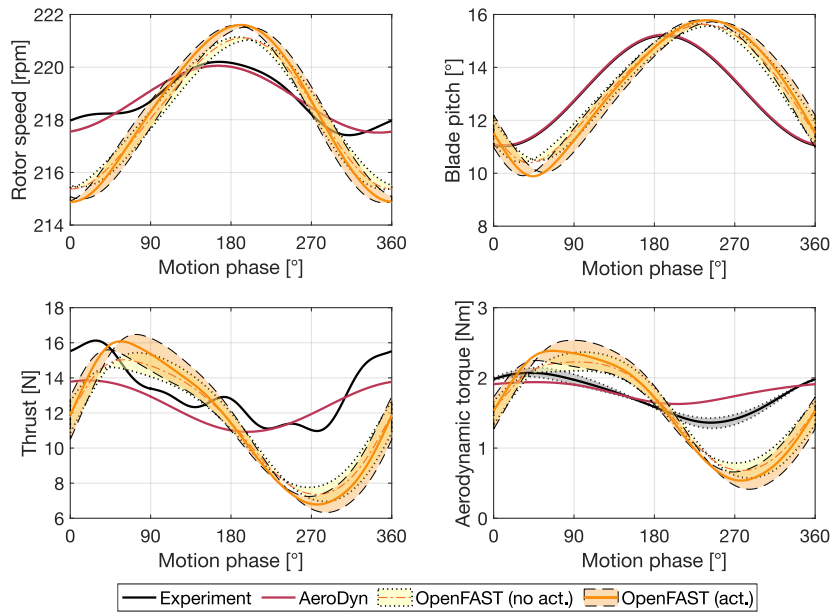 222
220
218
216
214
Rotor speed [rpm]
0 90 180 270 360
Motion phase [°]
16
14
12
10
8
Blade pitch [°]
0 90 180 270 360
Motion phase [°]
18
16
14
12
10
8
6
Thrust [N]
0 90 180 270 360
Motion phase [°]
3
2
1
0
Aerodynamic torque [Nm]
0 90 180 270 360
Motion phase [°]
Experiment AeroDyn OpenFAST (no act.) OpenFAST (act.)